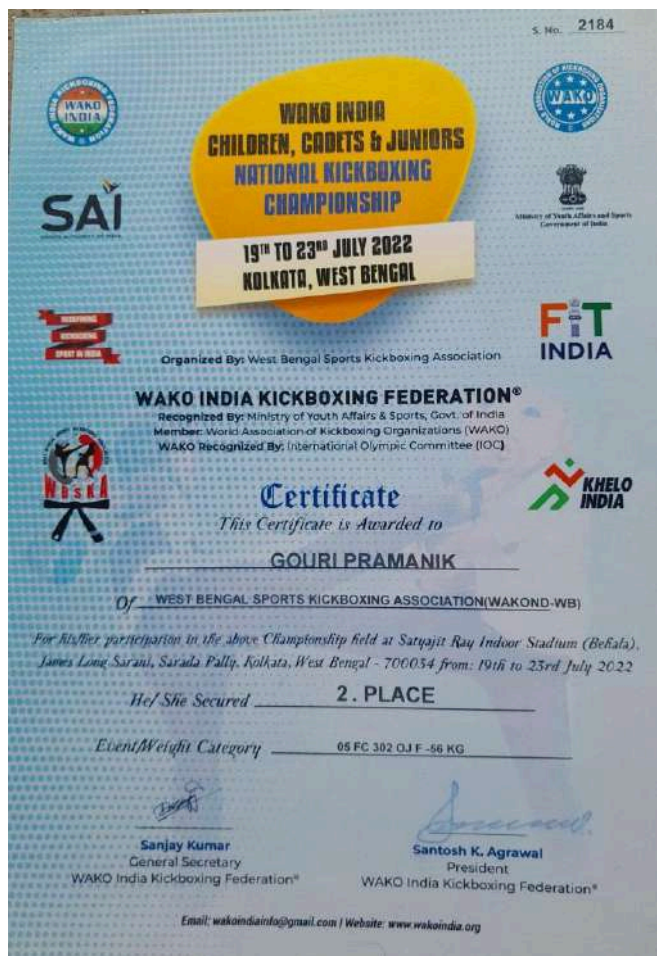 S. No. 2184
WAKO INDIA
WAKO
WAKO INDIA
CHILDREN, CADETS & JUNIORS
NATIONAL KICKBOXING
CHAMPIONSHIP
SAI
Ministry of Youth Affairs and Sports
Government of India
19TH TO 23RD JULY 2022
KOLKATA, WEST BENGAL
FIT
INDIA
Organized By: West Bengal Sports Kickboxing Association
WAKO INDIA KICKBOXING FEDERATION®
Recognized By: Ministry of Youth Affairs & Sports, Govt. of India
Member: World Association of Kickboxing Organizations (WAKO)
WAKO Recognized By: International Olympic Committee (IOC)
WBSKA
KHELO
INDIA
Certificate
This Certificate is Awarded to
GOURI PRAMANIK
Of WEST BENGAL SPORTS KICKBOXING ASSOCIATION(WAKOND-WB)
For his/her participation in the above Championship held at Satyajit Ray Indoor Stadium (Behala),
James Long Sarani, Sarada Pally, Kolkata, West Bengal - 700034 from: 19th to 23rd July 2022
He/ She Secured 2 . PLACE
Event/Weight Category 05 FC 302 OJ F -56 KG
Sanjay Kumar
General Secretary
WAKO India Kickboxing Federation®
Santosh K. Agrawal
President
WAKO India Kickboxing Federation®
Email: wakoindiainfo@gmail.com | Website: www.wakoindia.org